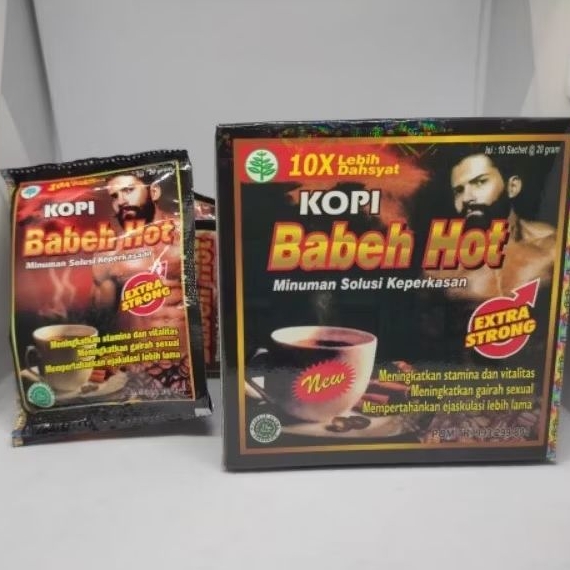 KOPI
Babeh Hot
Minuman Solusi Keperkasaan
EXTRA
STRONG
Meningkatkan stamina dan vitalitas
Meningkatkan gairah sexual
Mempertahankan ejakulasi lebih lama
Isi : 10 Sachet @ 20 gram
10X Lebih
Dahsyat
KOPI
Babeh Hot
Minuman Solusi Keperkasan
EXTRA
STRONG
New
Meningkatkan stamina dan vitalitas
Meningkatkan gairah sexual
Mempertahankan ejaskulasi lebih lama